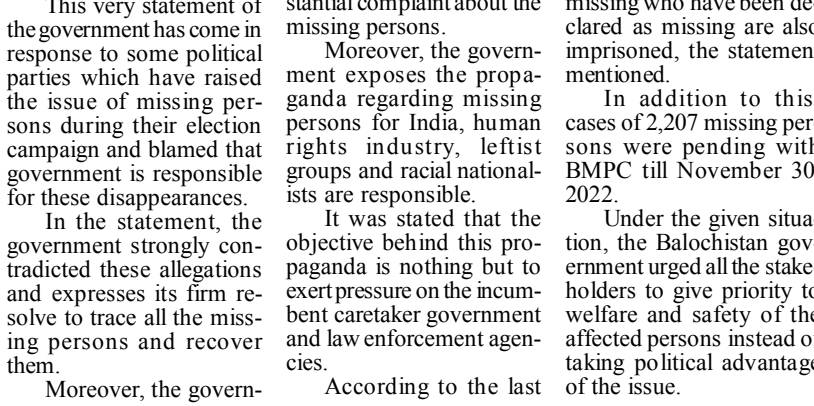 This very statement of
the government has come in
response to some political
parties which have raised
the issue of missing per-
sons during their election
campaign and blamed that
government is responsible
for these disappearances.
In the statement, the
government strongly con-
tradicted these allegations
and expresses its firm re-
solve to trace all the miss-
ing persons and recover
them.
Moreover, the govern-
stantial complaint about the
missing persons.
Moreover, the govern-
ment exposes the propa-
ganda regarding missing
persons for India, human
rights industry, leftist
groups and racial national-
ists are responsible.
It was stated that the
objective behind this pro-
paganda is nothing but to
exert pressure on the incum-
bent caretaker government
and law enforcement agen-
cies.
According to the last
missing who have been de-
clared as missing are also
imprisoned, the statement
mentioned.
In addition to this,
cases of 2,207 missing per-
sons were pending with
BMPC till November 30,
2022.
Under the given situa-
tion, the Balochistan gov-
ernment urged all the stake-
holders to give priority to
welfare and safety of the
affected persons instead of
taking political advantage
of the issue.